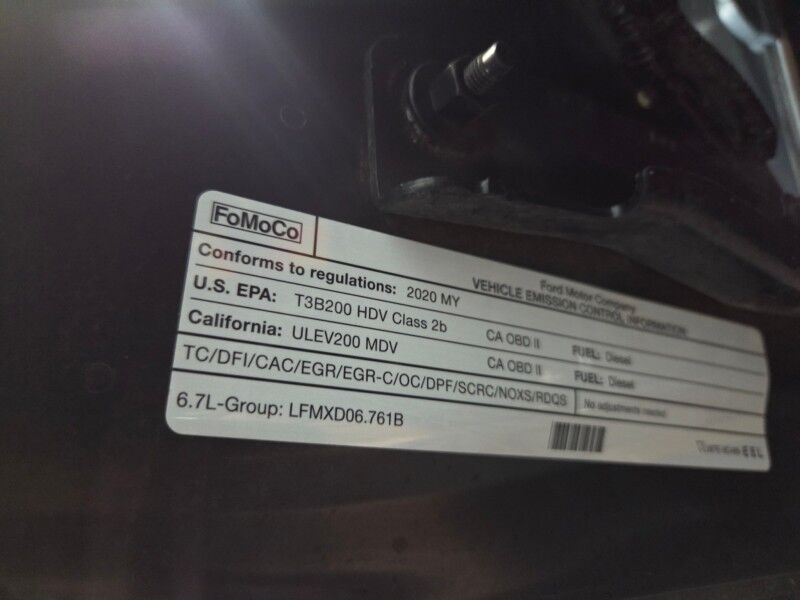 FoMoCo
Ford Motor Company
VEHICLE EMISSION CONTROL INFORMATION
Conforms to regulations: 2020 MY
U.S. EPA: T3B200 HDV Class 2b CA OBD II FUEL: Diesel
California: ULEV200 MDV CA OBD II FUEL: Diesel
TC/DFI/CAC/EGR/EGR-C/OC/DPF/SCRC/NOXS/RDQS No adjustments needed
6.7L-Group: LFMXD06.761B